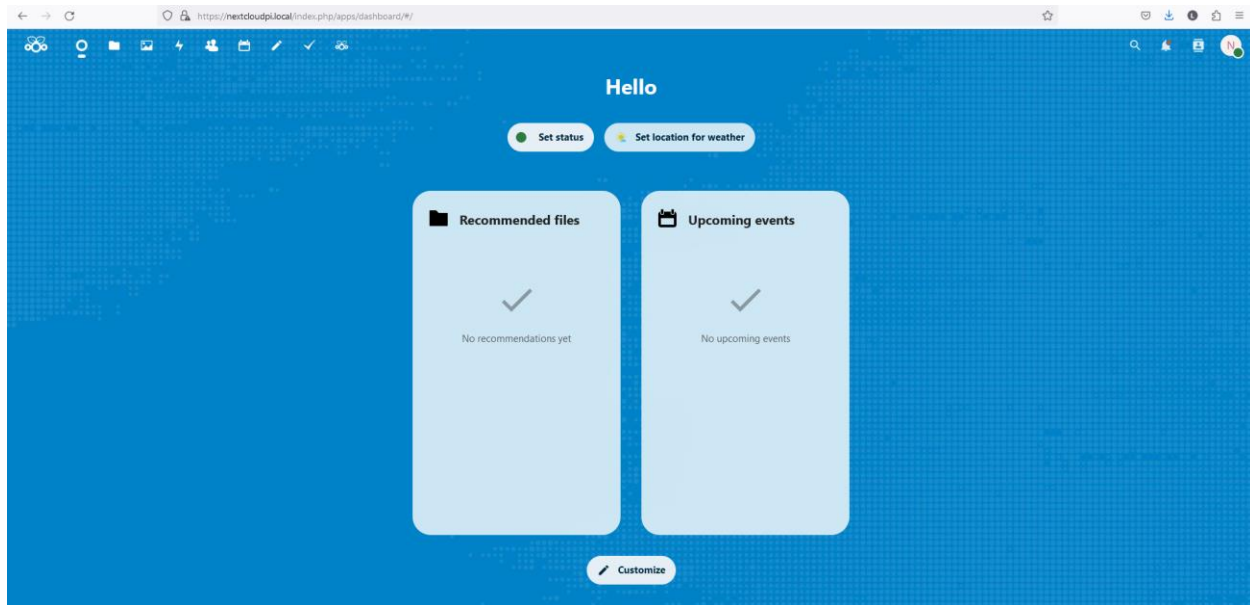 https://nextcloudpi.local/index.php/apps/dashboard/#/
N
Hello
Set status
Set location for weather
Recommended files
Upcoming events
No recommendations yet
No upcoming events
Customize